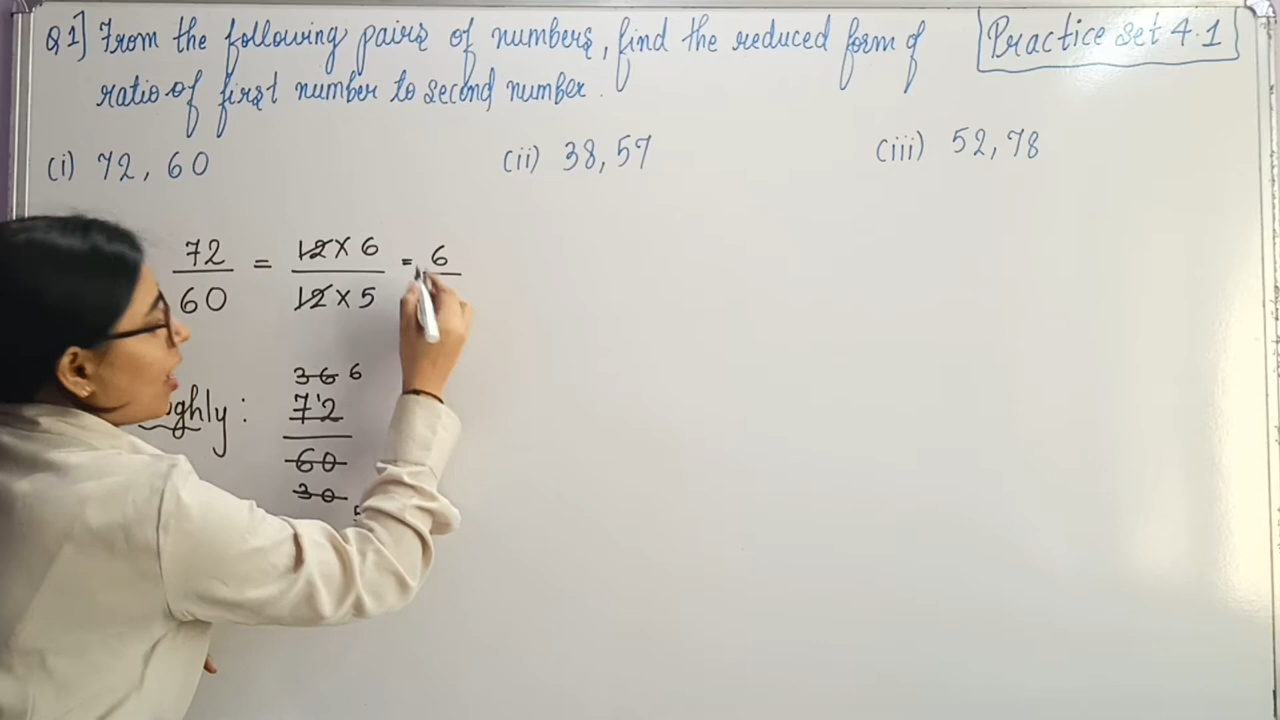 Q1] From the following pairs of numbers, find the reduced form of
ratio of first number to second number.
Practice set 4.1
(i) 72, 60
(ii) 38, 57
(iii) 52, 78
72/60 = 12 x 6/12 x 5 = 6
36 6
72
60
30
5